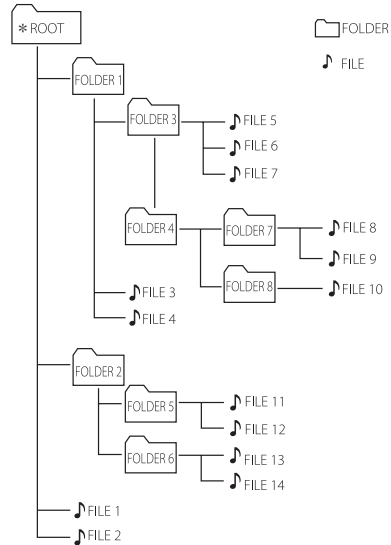 * ROOT
FOLDER
FILE
FOLDER 1
FOLDER 3
FILE 5
FILE 6
FILE 7
FOLDER 4
FOLDER 7
FILE 8
FILE 9
FOLDER 8
FILE 10
FILE 3
FILE 4
FOLDER 2
FOLDER 5
FILE 11
FILE 12
FOLDER 6
FILE 13
FILE 14
FILE 1
FILE 2